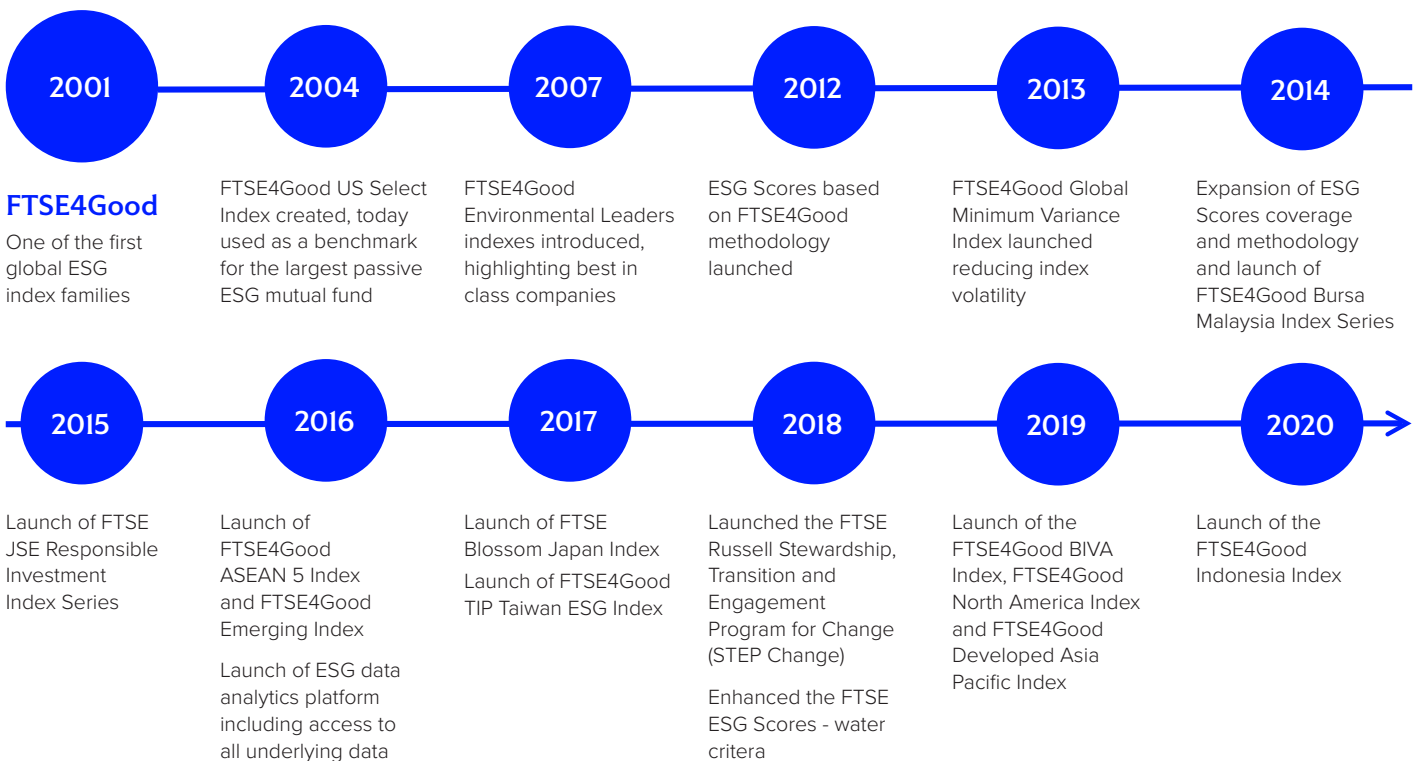 2001
2004
2007
2012
2013
2014
FTSE4Good
One of the first
global ESG
index families
FTSE4Good US Select
Index created, today
used as a benchmark
for the largest passive
ESG mutual fund
FTSE4Good
Environmental Leaders
indexes introduced,
highlighting best in
class companies
ESG Scores based
on FTSE4Good
methodology
launched
FTSE4Good Global
Minimum Variance
Index launched
reducing index
volatility
Expansion of ESG
Scores coverage
and methodology
and launch of
FTSE4Good Bursa
Malaysia Index Series
2015
2016
2017
2018
2019
2020
Launch of FTSE
JSE Responsible
Investment
Index Series
Launch of
FTSE4Good
ASEAN 5 Index
and FTSE4Good
Emerging Index
Launch of ESG data
analytics platform
including access to
all underlying data
Launch of FTSE
Blossom Japan Index
Launch of FTSE4Good
TIP Taiwan ESG Index
Launched the FTSE
Russell Stewardship,
Transition and
Engagement
Program for Change
(STEP Change)
Enhanced the FTSE
ESG Scores - water
critera
Launch of the
FTSE4Good BIVA
Index, FTSE4Good
North America Index
and FTSE4Good
Developed Asia
Pacific Index
Launch of the
FTSE4Good
Indonesia Index